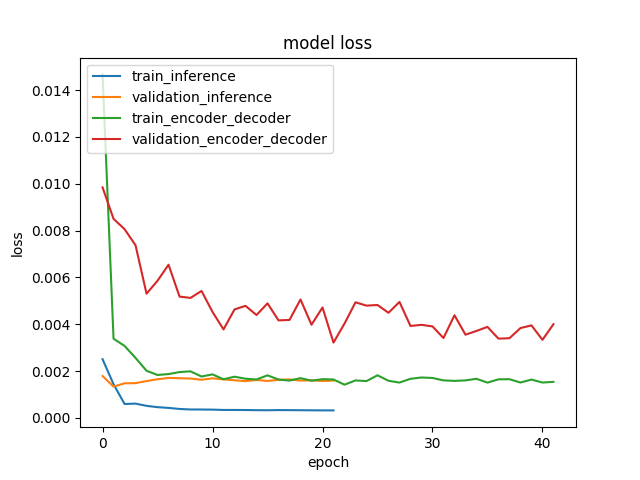 model loss
train_inference
validation_inference
train_encoder_decoder
validation_encoder_decoder
0.014
0.012
0.010
0.008
0.006
0.004
0.002
0.000
loss
0 10 20 30 40
epoch